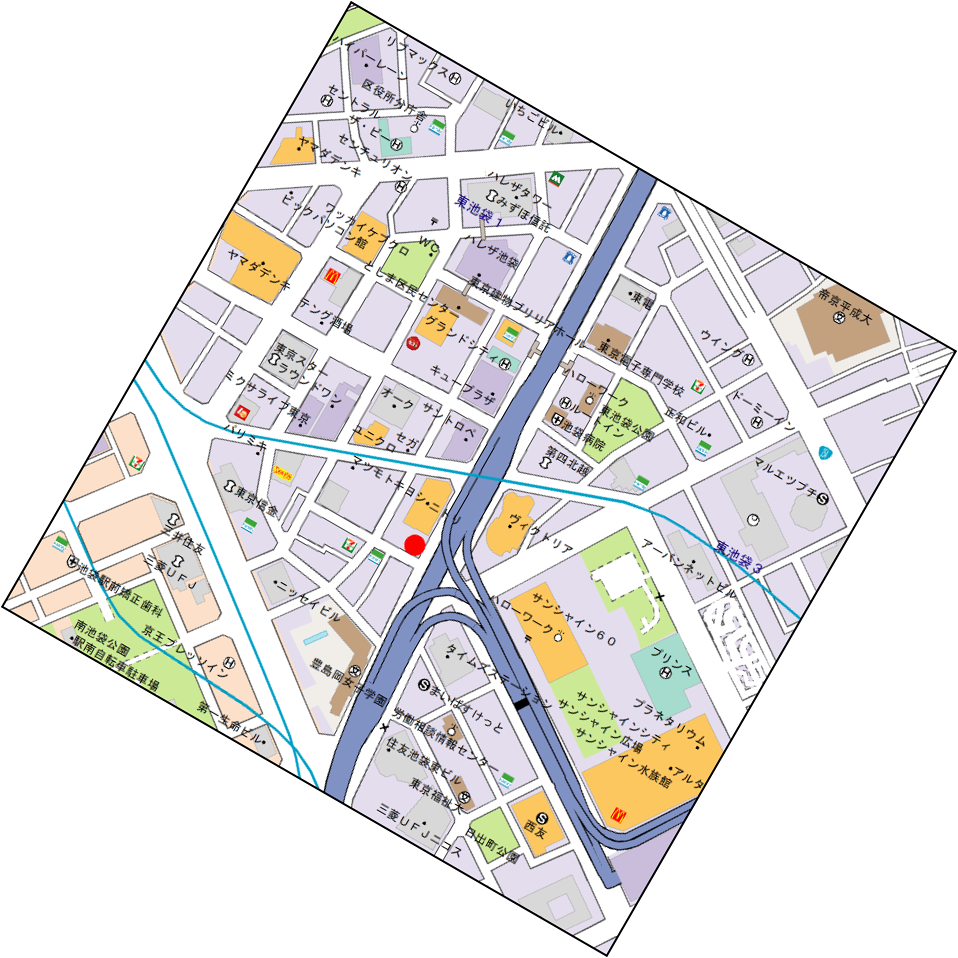 リブマックス
イーパーレーン
区役所分庁舎
セントラル
ザ・ビー
センチュリオン
いちごビル
ヤマダデンキ
ハレザタワー
みずほ信託
東池袋1
ビックパソコン館
ワッカイケブクロ
WC
ハレザ池袋
ヤマダデンキ
としま区民センター
東京建物ブリリアホール
グランドシティ
テング酒場
東京スター
ラウンドワン
ミクサライブ東京
キュープラザ
オーク
サントロペ
セガ
ユニクロ
パリミキ
マツモトキヨシ
ニトリ
東電
東京電子専門学校
ウイング
帝京平成大
ハローワーク
東池袋公園
池袋病院
正和ビル
ドーミーイン
第四北越
マルエツプチ
東京信金
ヴィクトリア
アーバンネットビル
東池袋3
三井住友
三菱UFJ
池袋駅前矯正歯科
南池袋公園
駅南自転車駐車場
京王プレッソイン
第一生命ビル
ニッセイビル
豊島岡女子学園
ハローワーク
サンシャイン60
プリンス
タイムズステーション
まいばすけっと
労働相談情報センター
住友池袋東ビル
東京福祉大
三菱UFJニコス
日出町公園
西友
サンシャインシティ
サンシャイン広場
サンシャイン水族館
プラネタリウム
アルタ